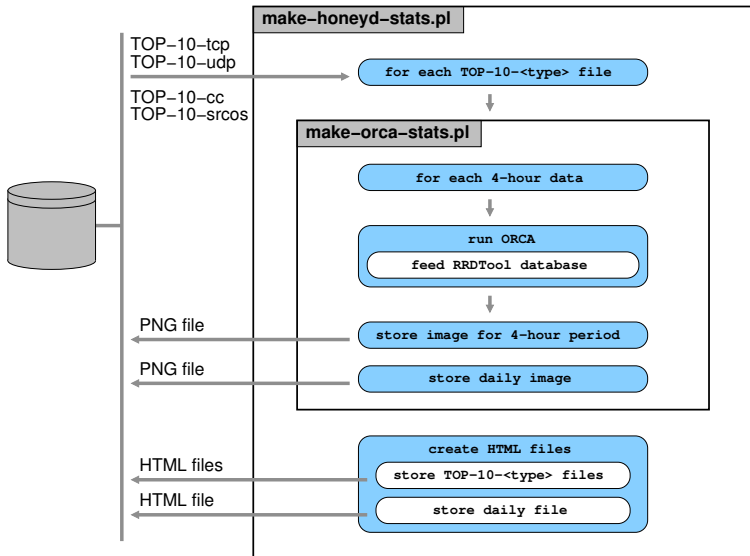 make−honeyd−stats.pl
TOP−10−tcp
TOP−10−udp
TOP−10−cc
TOP−10−srcos
for each TOP−10−<type> file
make−orca−stats.pl
for each 4−hour data
run ORCA
feed RRDTool database
PNG file
store image for 4−hour period
PNG file
store daily image
create HTML files
HTML files
store TOP−10−<type> files
HTML file
store daily file